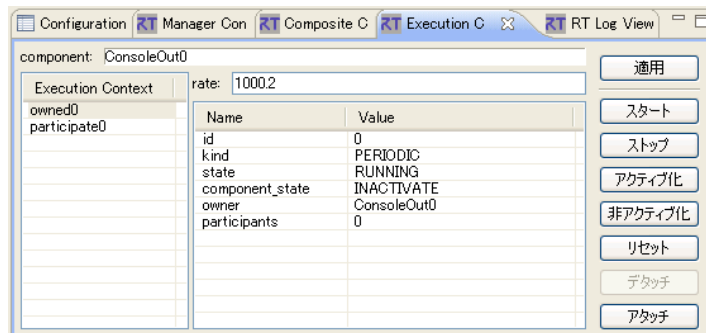 Configuration RT Manager Con RT Composite C RT Execution C RT RT Log View
component: ConsoleOut0
適用
Execution Context
rate: 1000.2
owned0
participate0
Name Value
id 0
kind PERIODIC
state RUNNING
component_state INACTIVATE
owner ConsoleOut0
participants 0
スタート
ストップ
アクティブ化
非アクティブ化
リセット
デタッチ
アタッチ